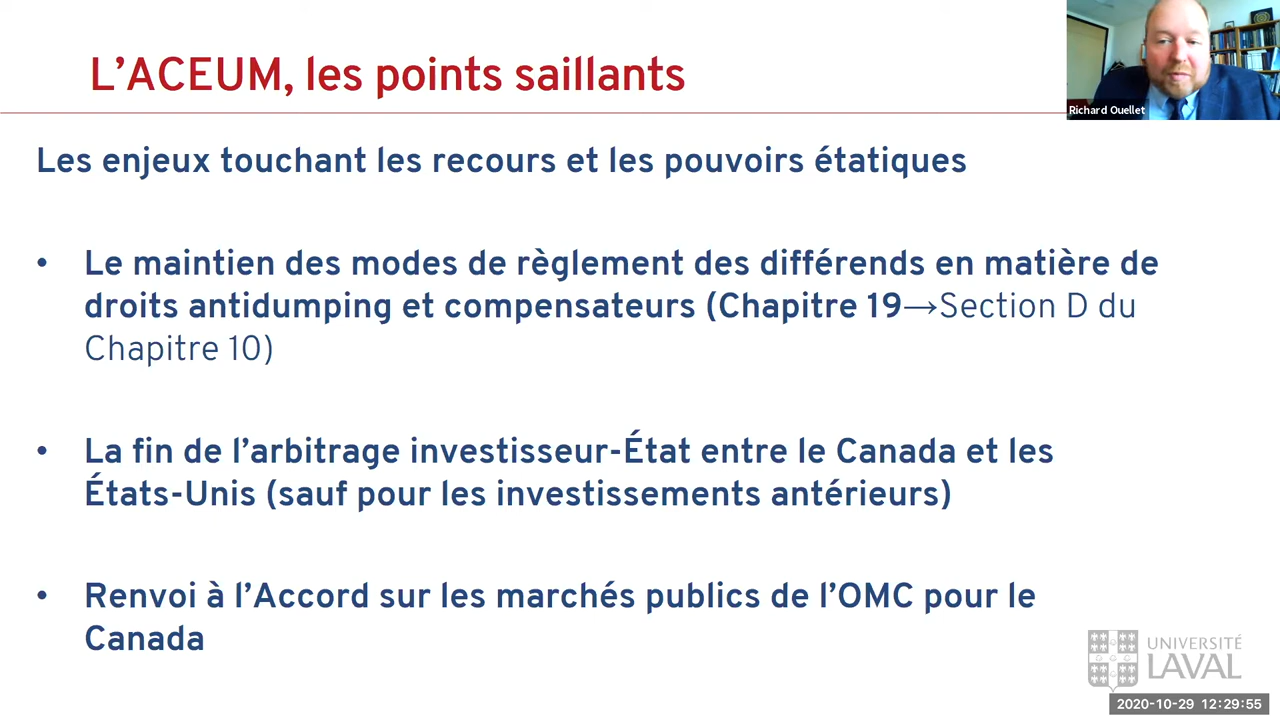 L'ACEUM, les points saillants
Richard Ouellet
Les enjeux touchant les recours et les pouvoirs étatiques
• Le maintien des modes de règlement des différends en matière de
droits antidumping et compensateurs (Chapitre 19→Section D du
Chapitre 10)
• La fin de l'arbitrage investisseur-État entre le Canada et les
États-Unis (sauf pour les investissements antérieurs)
• Renvoi à l'Accord sur les marchés publics de l'OMC pour le
Canada
UNIVERSITÉ
LAVAL
2020-10-29 12:29:55